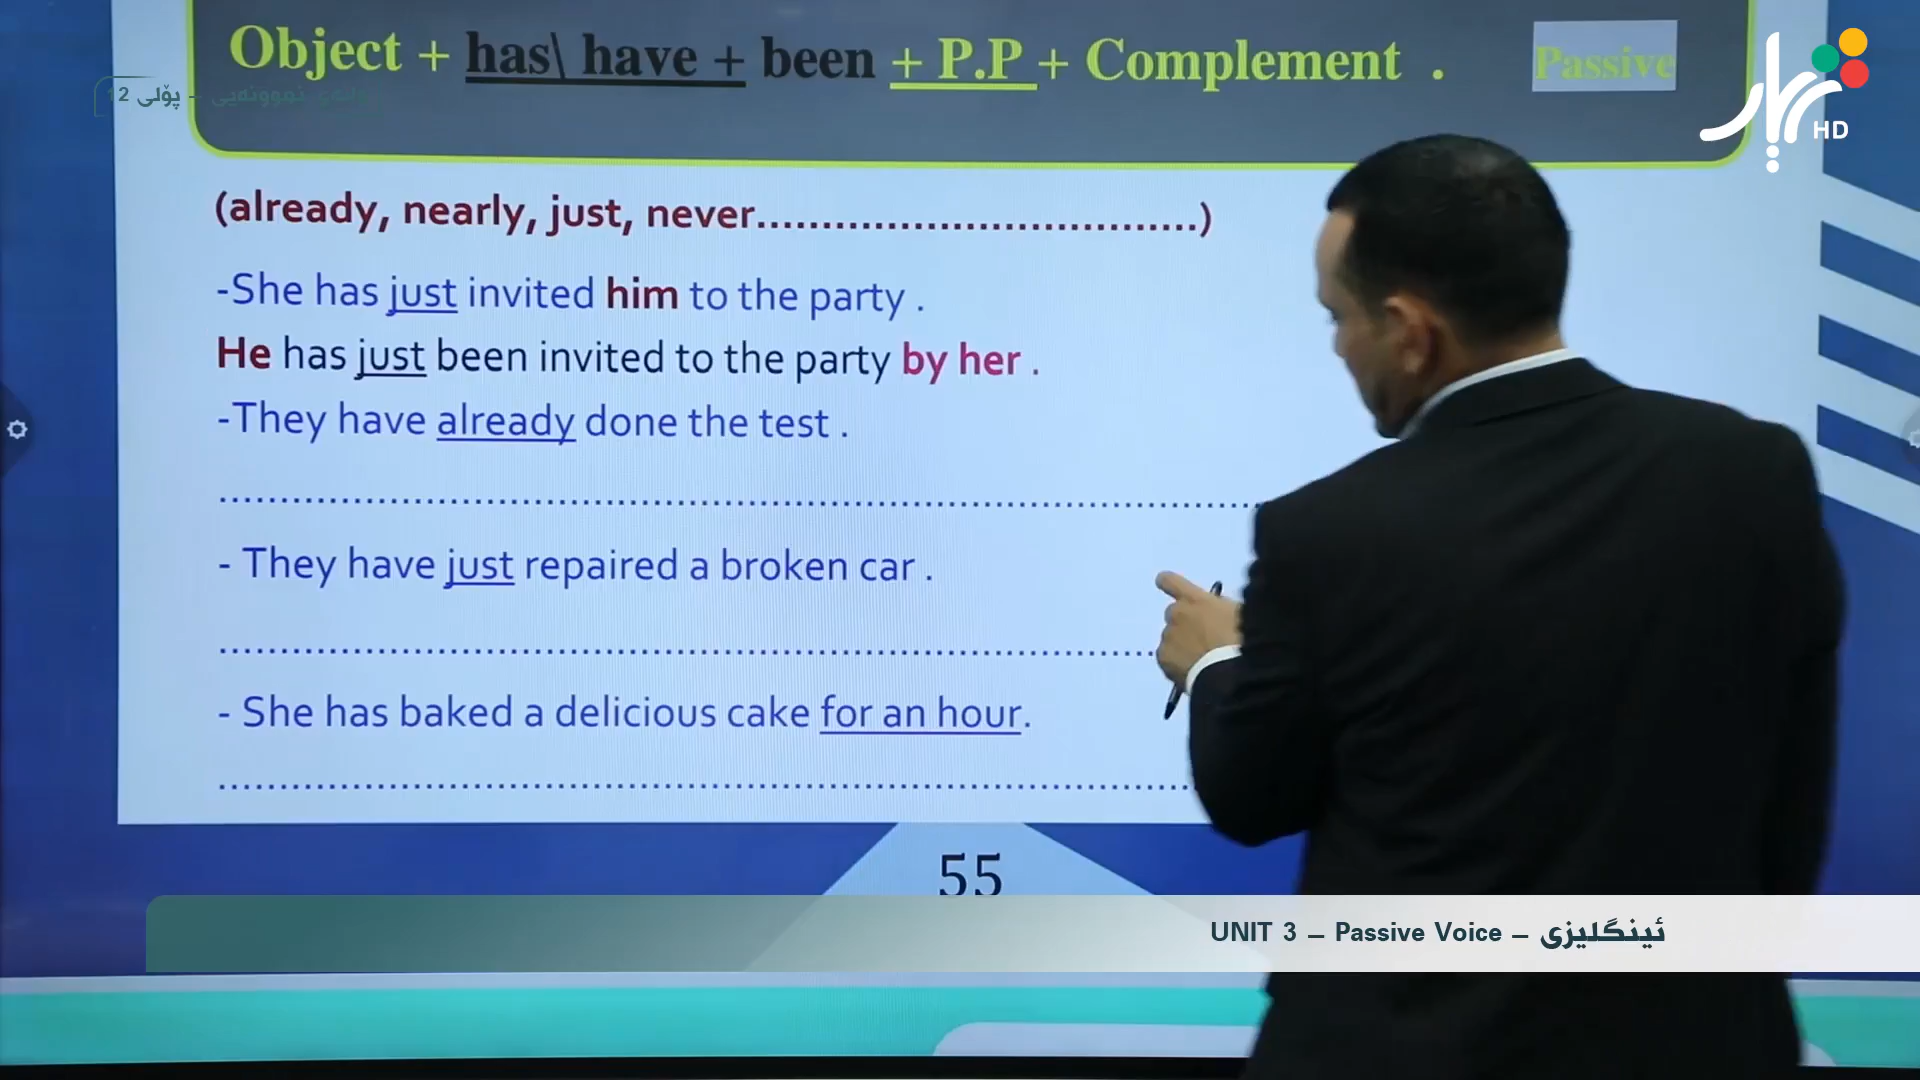 Object + has\ have + been + P.P + Complement .
Passive
12 پۆلی –
HD
(already, nearly, just, never..................................)
-She has just invited him to the party .
He has just been invited to the party by her .
-They have already done the test .
- They have just repaired a broken car .
- She has baked a delicious cake for an hour.
55
UNIT 3 – Passive Voice – ئینگلیزی